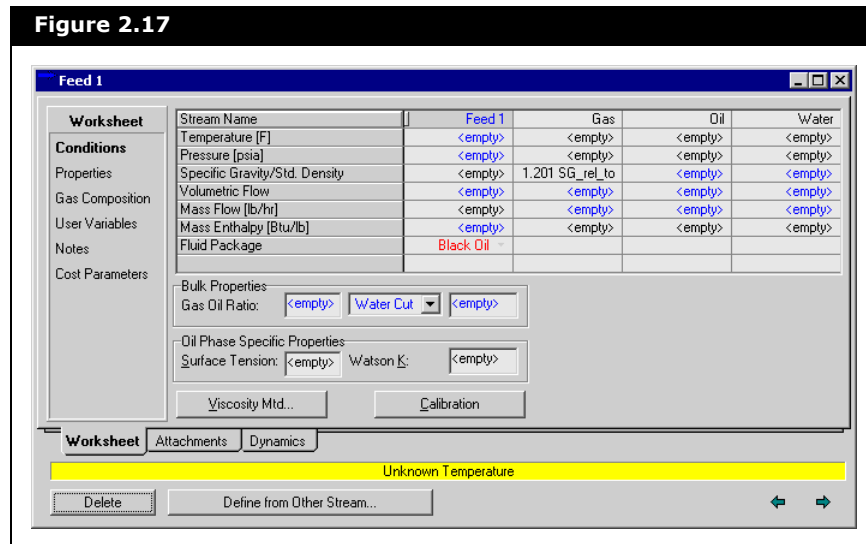 Figure 2.17
Feed 1
Worksheet
Conditions
Properties
Gas Composition
User Variables
Notes
Cost Parameters
Stream Name Feed 1 Gas Oil Water
Temperature [F] <empty> <empty> <empty> <empty>
Pressure [psia] <empty> <empty> <empty> <empty>
Specific Gravity/Std. Density <empty> 1.201 SG_rel_to <empty> <empty>
Volumetric Flow <empty> <empty> <empty> <empty>
Mass Flow [lb/hr] <empty> <empty> <empty> <empty>
Mass Enthalpy [Btu/lb] <empty> <empty> <empty> <empty>
Fluid Package Black Oil
Bulk Properties
Gas Oil Ratio: <empty> Water Cut <empty>
Oil Phase Specific Properties
Surface Tension: <empty> Watson K: <empty>
Viscosity Mtd... Calibration
Worksheet Attachments Dynamics
Unknown Temperature
Delete Define from Other Stream...